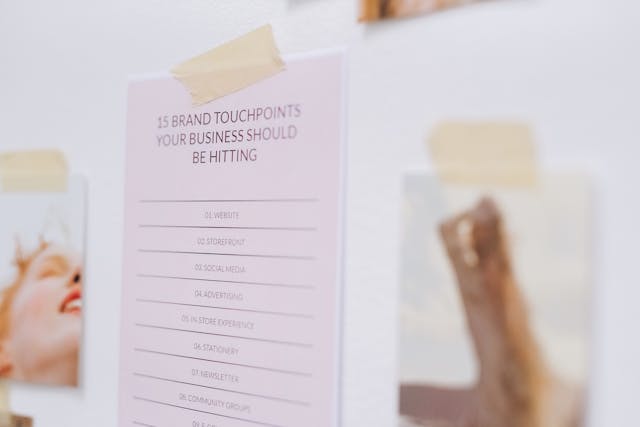 15 BRAND TOUCHPOINTS
YOUR BUSINESS SHOULD
BE HITTING
01. WEBSITE
02. STOREFRONT
03. SOCIAL MEDIA
04. ADVERTISING
05. IN STORE EXPERIENCE
06. STATIONERY
07. NEWSLETTER
08. COMMUNITY GROUPS